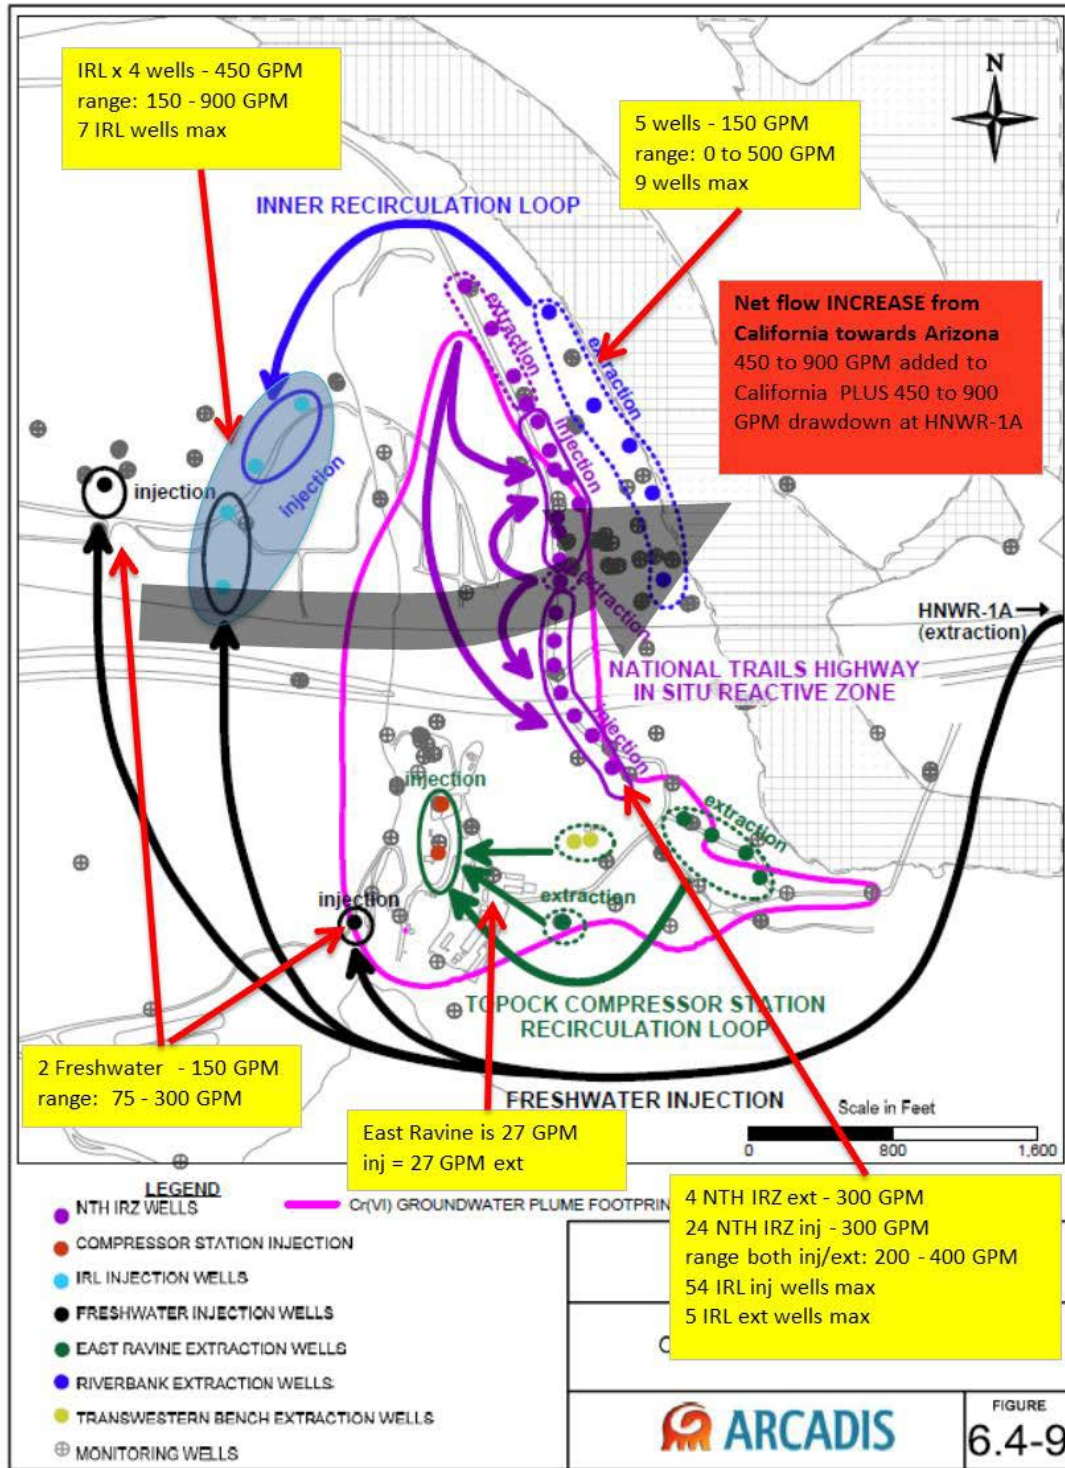 IRL x 4 wells - 450 GPM
range: 150 - 900 GPM
7 IRL wells max
5 wells - 150 GPM
range: 0 to 500 GPM
9 wells max
N
INNER RECIRCULATION LOOP
Net flow INCREASE from
California towards Arizona
450 to 900 GPM added to
California PLUS 450 to 900
GPM drawdown at HNWR-1A
extraction
extraction
injection
injection
injection
extraction
HNWR-1A
(extraction)
NATIONAL TRAILS HIGHWAY
IN SITU REACTIVE ZONE
injection
injection
extraction
extraction
injection
TOPOCK COMPRESSOR STATION
RECIRCULATION LOOP
2 Freshwater - 150 GPM
range: 75 - 300 GPM
FRESHWATER INJECTION
Scale in Feet
0 800 1,600
East Ravine is 27 GPM
inj = 27 GPM ext
4 NTH IRZ ext - 300 GPM
24 NTH IRZ inj - 300 GPM
range both inj/ext: 200 - 400 GPM
54 IRL inj wells max
5 IRL ext wells max
LEGEND
NTH IRZ WELLS
Cr(VI) GROUNDWATER PLUME FOOTPRIN
COMPRESSOR STATION INJECTION
IRL INJECTION WELLS
FRESHWATER INJECTION WELLS
EAST RAVINE EXTRACTION WELLS
RIVERBANK EXTRACTION WELLS
TRANSWESTERN BENCH EXTRACTION WELLS
MONITORING WELLS
ARCADIS
FIGURE
6.4-9